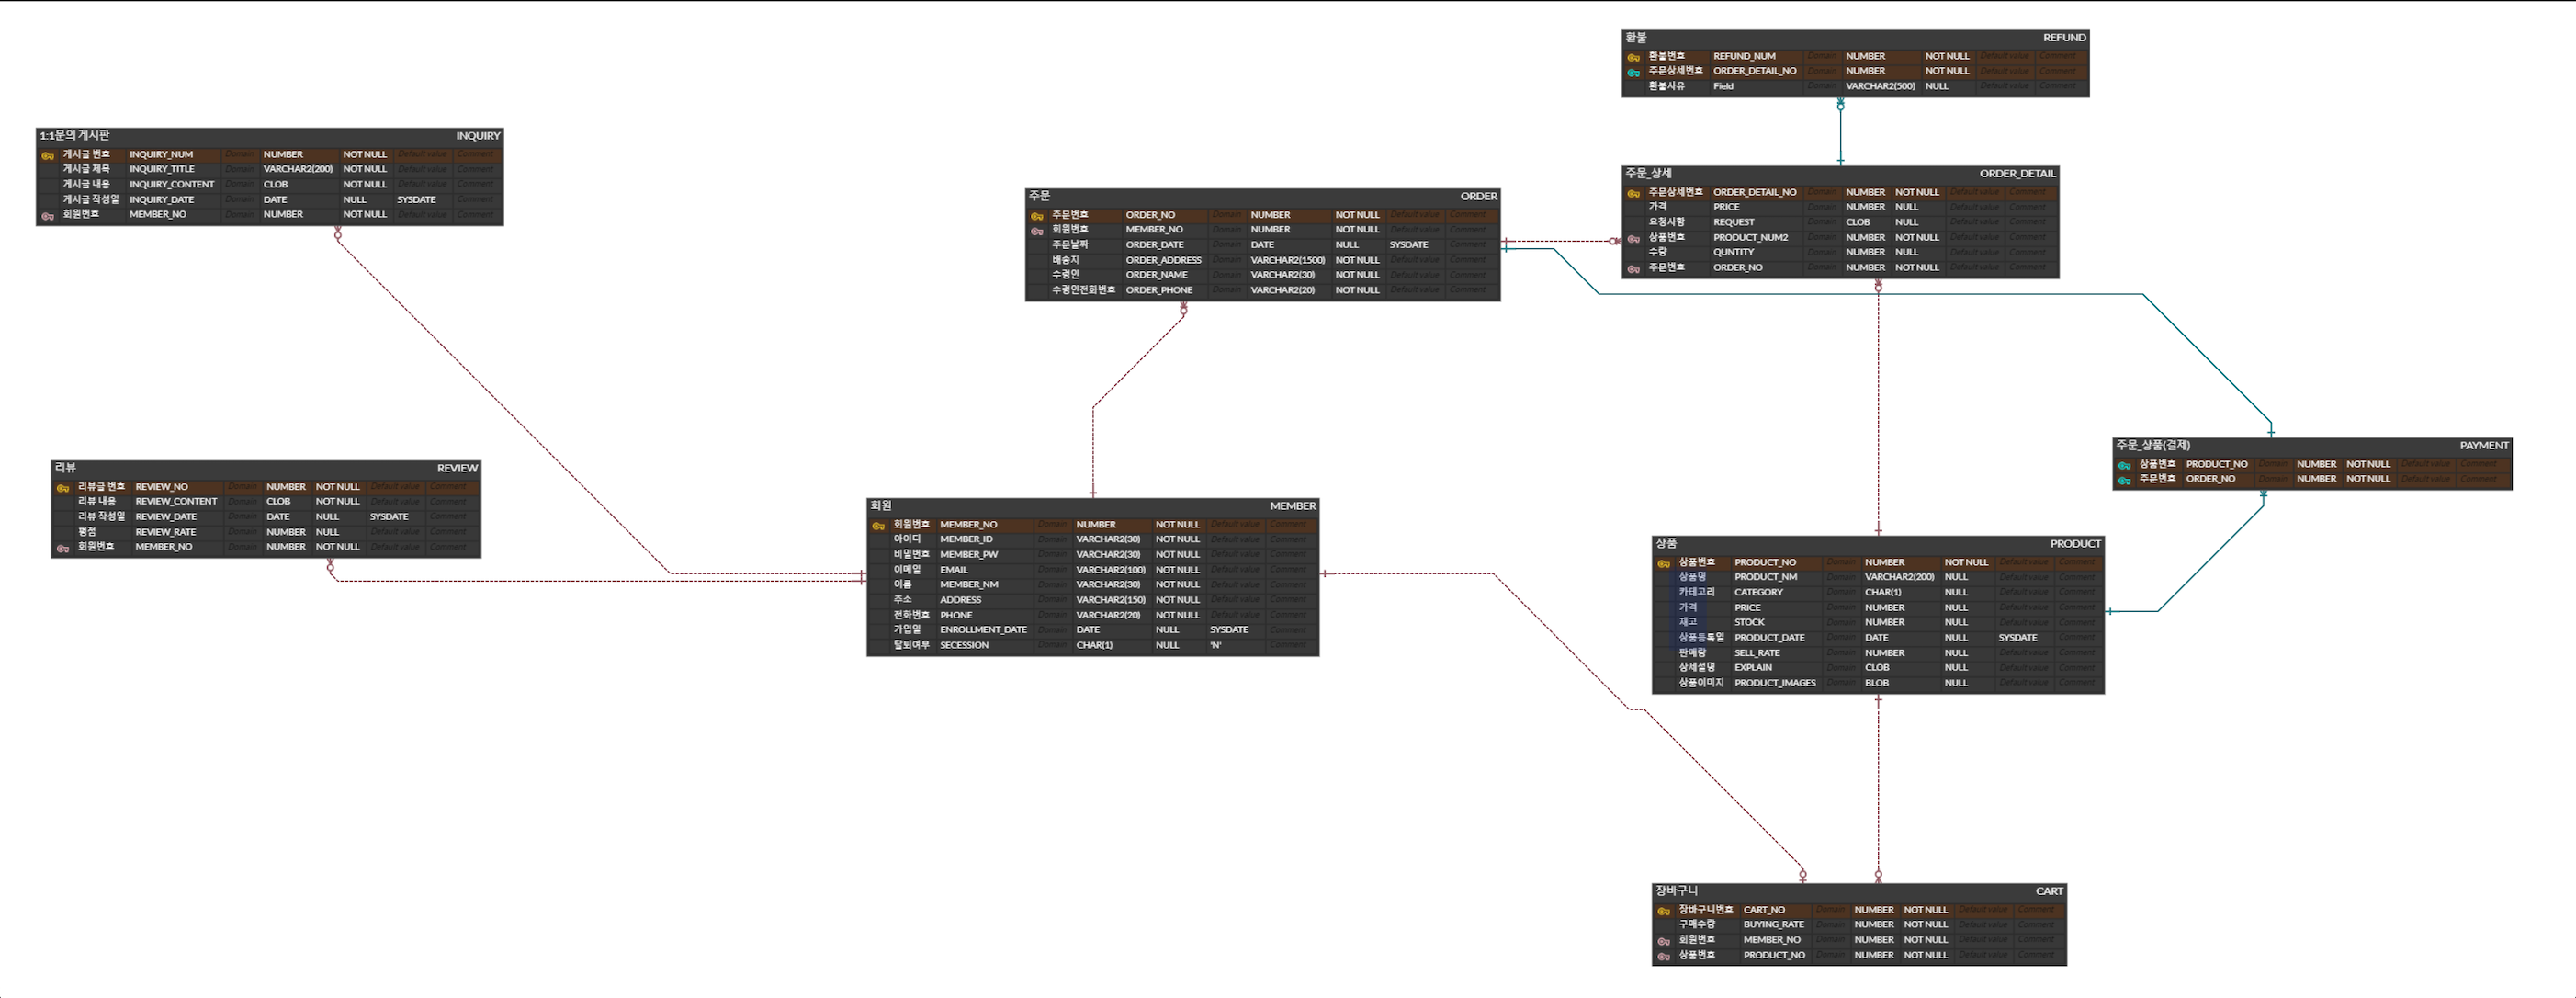 환불 REFUND
환불번호 REFUND_NUM Domain NUMBER NOT NULL Default value Comment
주문상세번호 ORDER_DETAIL_NO Domain NUMBER NOT NULL Default value Comment
환불사유 Field Domain VARCHAR2(500) NULL Default value Comment
1:1문의 게시판 INQUIRY
게시글 번호 INQUIRY_NUM Domain NUMBER NOT NULL Default value Comment
게시글 제목 INQUIRY_TITLE Domain VARCHAR2(200) NOT NULL Default value Comment
게시글 내용 INQUIRY_CONTENT Domain CLOB NOT NULL Default value Comment
게시글 작성일 INQUIRY_DATE Domain DATE NULL SYSDATE Comment
회원번호 MEMBER_NO Domain NUMBER NOT NULL Default value Comment
주문 ORDER
주문번호 ORDER_NO Domain NUMBER NOT NULL Default value Comment
회원번호 MEMBER_NO Domain NUMBER NOT NULL Default value Comment
주문날짜 ORDER_DATE Domain DATE NULL SYSDATE Comment
배송지 ORDER_ADDRESS Domain VARCHAR2(1500) NOT NULL Default value Comment
수령인 ORDER_NAME Domain VARCHAR2(30) NOT NULL Default value Comment
수령인전화번호 ORDER_PHONE Domain VARCHAR2(20) NOT NULL Default value Comment
주문_상세 ORDER_DETAIL
주문상세번호 ORDER_DETAIL_NO Domain NUMBER NOT NULL Default value Comment
가격 PRICE Domain NUMBER NULL Default value Comment
요청사항 REQUEST Domain CLOB NULL Default value Comment
상품번호 PRODUCT_NUM2 Domain NUMBER NOT NULL Default value Comment
수량 QUNTITY Domain NUMBER NULL Default value Comment
주문번호 ORDER_NO Domain NUMBER NOT NULL Default value Comment
주문_상품(결제) PAYMENT
상품번호 PRODUCT_NO Domain NUMBER NOT NULL Default value Comment
주문번호 ORDER_NO Domain NUMBER NOT NULL Default value Comment
리뷰 REVIEW
리뷰글 번호 REVIEW_NO Domain NUMBER NOT NULL Default value Comment
리뷰 내용 REVIEW_CONTENT Domain CLOB NOT NULL Default value Comment
리뷰 작성일 REVIEW_DATE Domain DATE NULL SYSDATE Comment
평점 REVIEW_RATE Domain NUMBER NULL Default value Comment
회원번호 MEMBER_NO Domain NUMBER NOT NULL Default value Comment
회원 MEMBER
회원번호 MEMBER_NO Domain NUMBER NOT NULL Default value Comment
아이디 MEMBER_ID Domain VARCHAR2(30) NOT NULL Default value Comment
비밀번호 MEMBER_PW Domain VARCHAR2(30) NOT NULL Default value Comment
이메일 EMAIL Domain VARCHAR2(100) NOT NULL Default value Comment
이름 MEMBER_NM Domain VARCHAR2(30) NOT NULL Default value Comment
주소 ADDRESS Domain VARCHAR2(150) NOT NULL Default value Comment
전화번호 PHONE Domain VARCHAR2(20) NOT NULL Default value Comment
가입일 ENROLLMENT_DATE Domain DATE NULL SYSDATE Comment
탈퇴여부 SECESSION Domain CHAR(1) NULL 'N' Comment
상품 PRODUCT
상품번호 PRODUCT_NO Domain NUMBER NOT NULL Default value Comment
상품명 PRODUCT_NM Domain VARCHAR2(200) NULL Default value Comment
카테고리 CATEGORY Domain CHAR(1) NULL Default value Comment
가격 PRICE Domain NUMBER NULL Default value Comment
재고 STOCK Domain NUMBER NULL Default value Comment
상품등록일 PRODUCT_DATE Domain DATE NULL SYSDATE Comment
판매량 SELL_RATE Domain NUMBER NULL Default value Comment
상세설명 EXPLAIN Domain CLOB NULL Default value Comment
상품이미지 PRODUCT_IMAGES Domain BLOB NULL Default value Comment
장바구니 CART
장바구니번호 CART_NO Domain NUMBER NOT NULL Default value Comment
구매수량 BUYING_RATE Domain NUMBER NOT NULL Default value Comment
회원번호 MEMBER_NO Domain NUMBER NOT NULL Default value Comment
상품번호 PRODUCT_NO Domain NUMBER NOT NULL Default value Comment